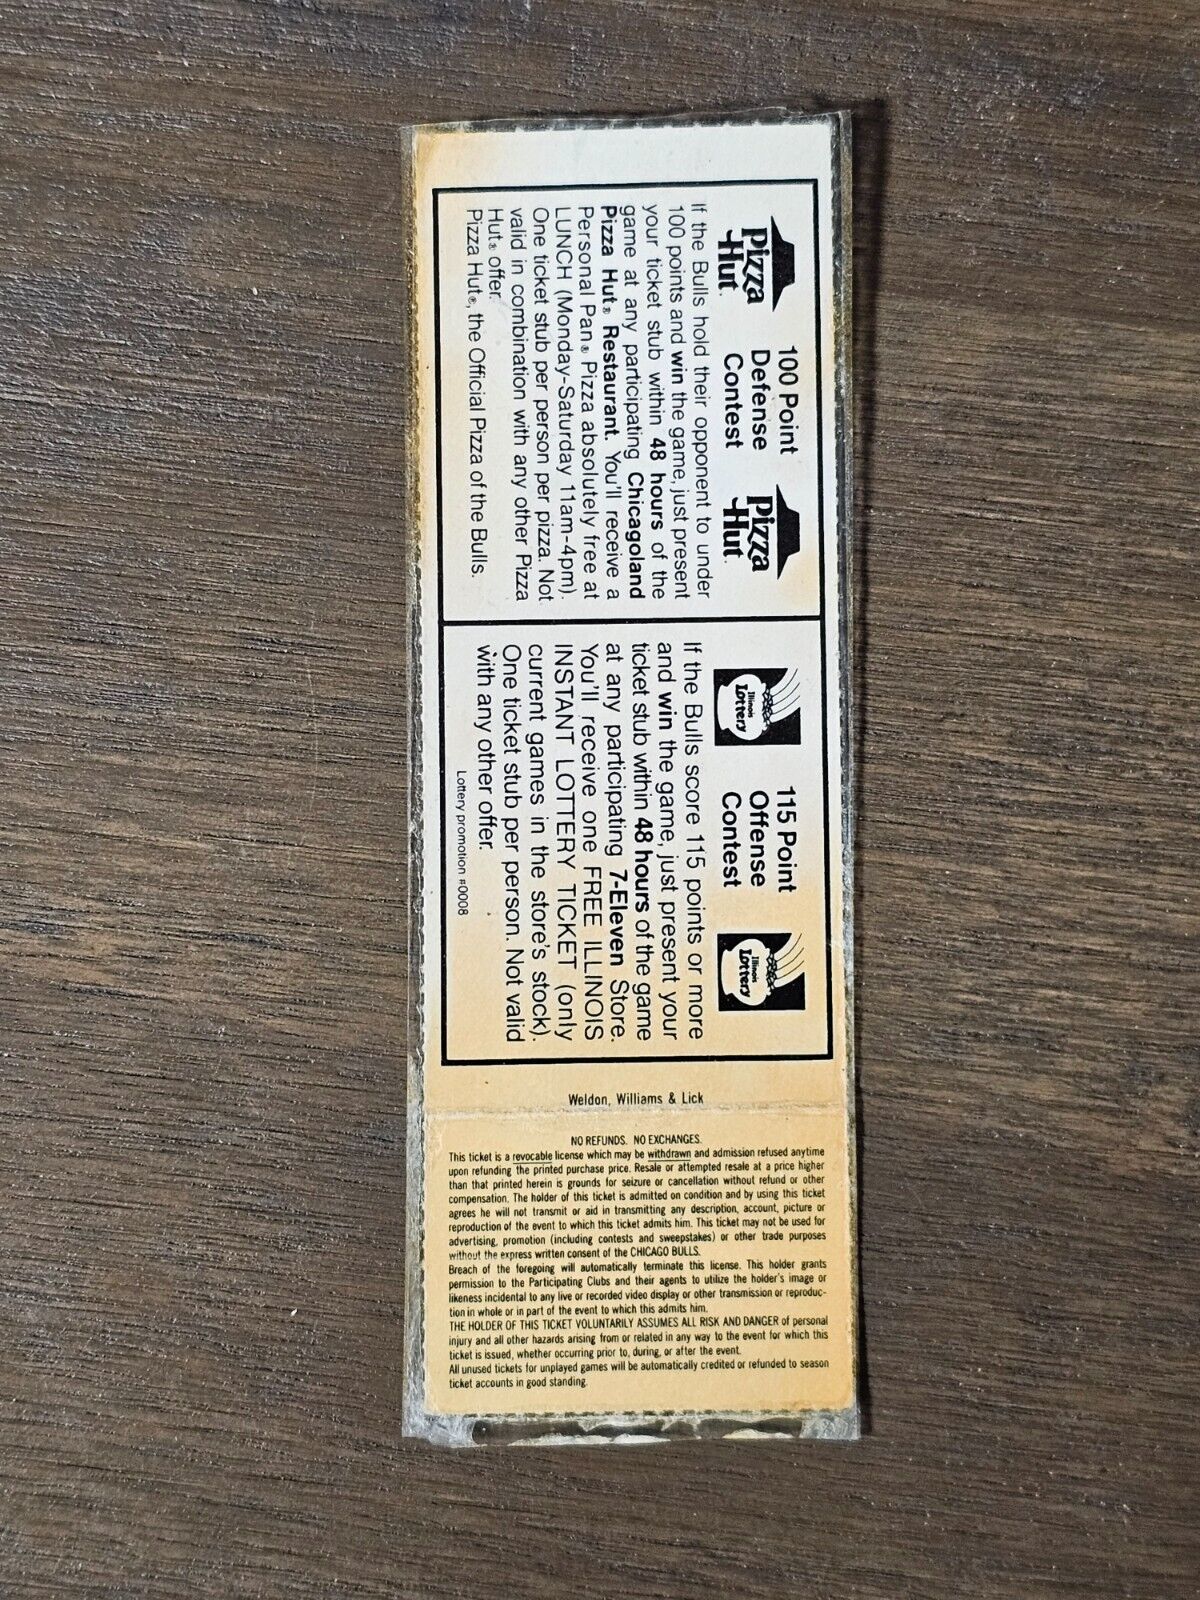 Pizza
Hut®
100 Point
Defense
Contest
Pizza
Hut®
If the Bulls hold their opponent to under
100 points and win the game, just present
your ticket stub within 48 hours of the
game at any participating Chicagoland
Pizza Hut® Restaurant. You'll receive a
Personal Pan® Pizza absolutely free at
LUNCH (Monday-Saturday 11am-4pm).
One ticket stub per person per pizza. Not
valid in combination with any other Pizza
Hut® offer.
Pizza Hut®, the Official Pizza of the Bulls.
Illinois
Lottery
115 Point
Offense
Contest
Illinois
Lottery
If the Bulls score 115 points or more
and win the game, just present your
ticket stub within 48 hours of the game
at any participating 7-Eleven Store.
You'll receive one FREE ILLINOIS
INSTANT LOTTERY TICKET (only
current games in the store's stock).
One ticket stub per person. Not valid
with any other offer.
Lottery promotion #0008
Weldon, Williams & Lick
NO REFUNDS. NO EXCHANGES.
This ticket is a revocable license which may be withdrawn and admission refused anytime
upon refunding the printed purchase price. Resale or attempted resale at a price higher
than that printed herein is grounds for seizure or cancellation without refund or other
compensation. The holder of this ticket is admitted on condition and by using this ticket
agrees he will not transmit or aid in transmitting any description, account, picture or
reproduction of the event to which this ticket admits him. This ticket may not be used for
advertising, promotion (including contests and sweepstakes) or other trade purposes
without the express written consent of the CHICAGO BULLS.
Breach of the foregoing will automatically terminate this license. This holder grants
permission to the Participating Clubs and their agents to utilize the holder's image or
likeness incidental to any live or recorded video display or other transmission or reproduc-
tion in whole or in part of the event to which this admits him.
THE HOLDER OF THIS TICKET VOLUNTARILY ASSUMES ALL RISK AND DANGER of personal
injury and all other hazards arising from or related in any way to the event for which this
ticket is issued, whether occurring prior to, during, or after the event.
All unused tickets for unplayed games will be automatically credited or refunded to season
ticket accounts in good standing.